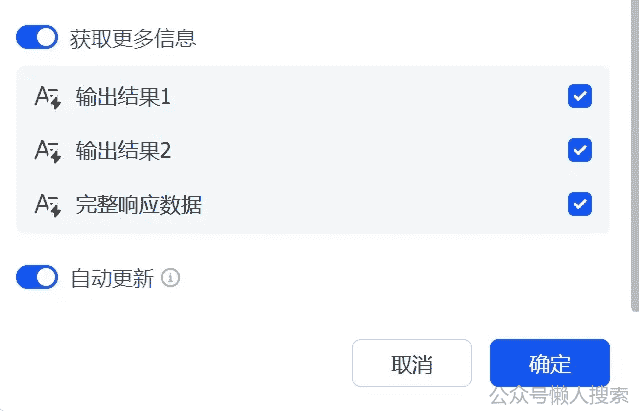 获取更多信息
输出结果1
输出结果2
完整响应数据
自动更新
取消
确定
公众号懒人搜索